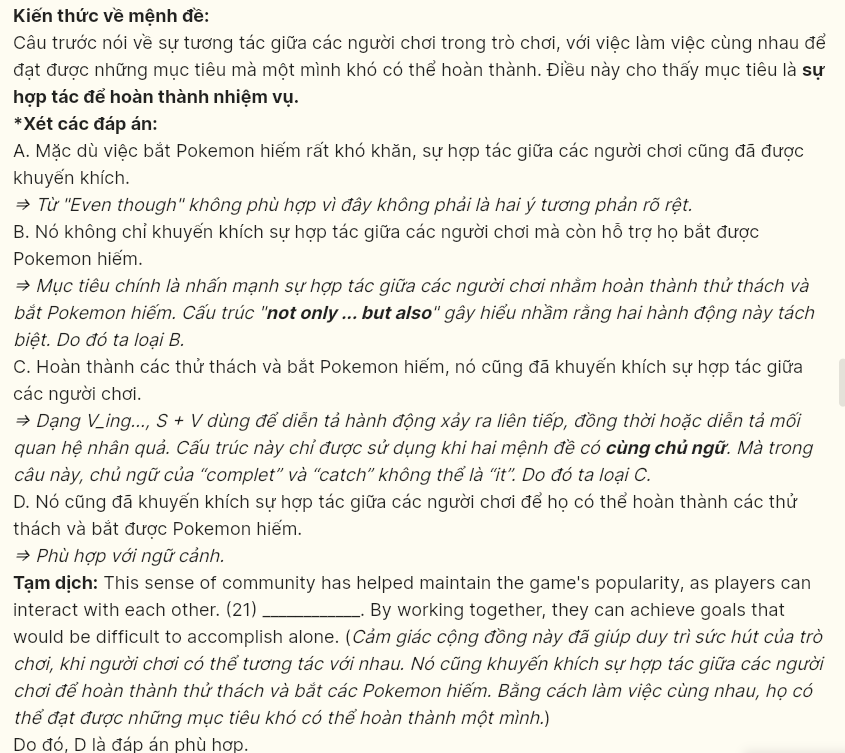 Kiến thức về mệnh đề:
Câu trước nói về sự tương tác giữa các người chơi trong trò chơi, với việc làm việc cùng nhau để
đạt được những mục tiêu mà một mình khó có thể hoàn thành. Điều này cho thấy mục tiêu là sự
hợp tác để hoàn thành nhiệm vụ.
*Xét các đáp án:
A. Mặc dù việc bắt Pokemon hiếm rất khó khăn, sự hợp tác giữa các người chơi cũng đã được
khuyến khích.
⇒ Từ "Even though" không phù hợp vì đây không phải là hai ý tương phản rõ rệt.
B. Nó không chỉ khuyến khích sự hợp tác giữa các người chơi mà còn hỗ trợ họ bắt được
Pokemon hiếm.
⇒ Mục tiêu chính là nhấn mạnh sự hợp tác giữa các người chơi nhằm hoàn thành thử thách và
bắt Pokemon hiếm. Cấu trúc "not only ... but also" gây hiểu nhầm rằng hai hành động này tách
biệt. Do đó ta loại B.
C. Hoàn thành các thử thách và bắt Pokemon hiếm, nó cũng đã khuyến khích sự hợp tác giữa
các người chơi.
⇒ Dạng V_ing..., S + V dùng để diễn tả hành động xảy ra liên tiếp, đồng thời hoặc diễn tả mối
quan hệ nhân quả. Cấu trúc này chỉ được sử dụng khi hai mệnh đề có cùng chủ ngữ. Mà trong
câu này, chủ ngữ của “complet” và “catch” không thể là “it”. Do đó ta loại C.
D. Nó cũng đã khuyến khích sự hợp tác giữa các người chơi để họ có thể hoàn thành các thử
thách và bắt được Pokemon hiếm.
⇒ Phù hợp với ngữ cảnh.
Tạm dịch: This sense of community has helped maintain the game's popularity, as players can
interact with each other. (21) ____________. By working together, they can achieve goals that
would be difficult to accomplish alone. (Cảm giác cộng đồng này đã giúp duy trì sức hút của trò
chơi, khi người chơi có thể tương tác với nhau. Nó cũng khuyến khích sự hợp tác giữa các người
chơi để hoàn thành thử thách và bắt các Pokemon hiếm. Bằng cách làm việc cùng nhau, họ có
thể đạt được những mục tiêu khó có thể hoàn thành một mình.)
Do đó, D là đáp án phù hợp.